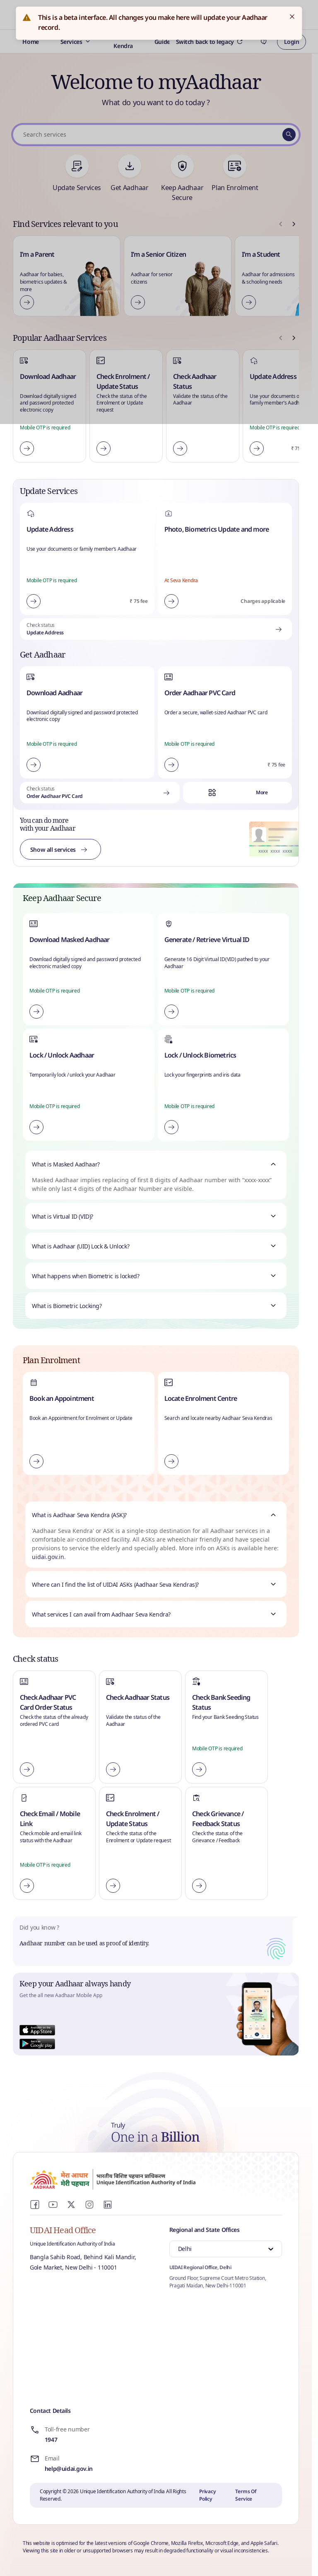 This is a beta interface. All changes you make here will update your Aadhaar
record.
Home
Services
Kendra
Guide
Switch back to legacy
Login
Welcome to myAadhaar
What do you want to do today ?
Search services
Update Services
Get Aadhaar
Keep Aadhaar
Secure
Plan Enrolment
Find Services relevant to you
I'm a Parent
Aadhaar for babies,
biometrics updates &
more
I'm a Senior Citizen
Aadhaar for senior
citizens
I'm a Student
Aadhaar for admissions
& schooling needs
Popular Aadhaar Services
Download Aadhaar
Download digitally signed
and password protected
electronic copy
Mobile OTP is required
Check Enrolment /
Update Status
Check the status of the
Enrolment or Update
request
Check Aadhaar
Status
Validate the status of the
Aadhaar
Update Address
Use your documents o
family member's Aadh
Mobile OTP is required
₹ 75
Update Services
Update Address
Use your documents or family member's Aadhaar
Mobile OTP is required
₹ 75 fee
Photo, Biometrics Update and more
At Seva Kendra
Charges applicable
Check status
Update Address
Get Aadhaar
Download Aadhaar
Download digitally signed and password protected
electronic copy
Mobile OTP is required
Order Aadhaar PVC Card
Order a secure, wallet-sized Aadhaar PVC card
Mobile OTP is required
₹ 75 fee
Check status
Order Aadhaar PVC Card
More
You can do more
with your Aadhaar
Show all services
XXXX XXXX XXXX
Keep Aadhaar Secure
Download Masked Aadhaar
Download digitally signed and password protected
electronic masked copy
Mobile OTP is required
Generate / Retrieve Virtual ID
Generate 16 Digit Virtual ID(VID) pathed to your
Aadhaar
Mobile OTP is required
Lock / Unlock Aadhaar
Temporarily lock / unlock your Aadhaar
Mobile OTP is required
Lock / Unlock Biometrics
Lock your fingerprints and iris data
Mobile OTP is required
What is Masked Aadhaar?
Masked Aadhaar implies replacing of first 8 digits of Aadhaar number with "xxxx-xxxx"
while only last 4 digits of the Aadhaar Number are visible.
What is Virtual ID (VID)?
What is Aadhaar (UID) Lock & Unlock?
What happens when Biometric is locked?
What is Biometric Locking?
Plan Enrolment
Book an Appointment
Book an Appointment for Enrolment or Update
Locate Enrolment Centre
Search and locate nearby Aadhaar Seva Kendras
What is Aadhaar Seva Kendra (ASK)?
'Aadhaar Seva Kendra' or ASK is a single-stop destination for all Aadhaar services in a
comfortable air-conditioned facility. All ASKs are wheelchair friendly and have special
provisions to service the elderly and specially abled. More info on ASKs is available here:
uidai.gov.in.
Where can I find the list of UIDAI ASKs (Aadhaar Seva Kendras)?
What services I can avail from Aadhaar Seva Kendra?
Check status
Check Aadhaar PVC
Card Order Status
Check the status of the already
ordered PVC card
Check Aadhaar Status
Validate the status of the
Aadhaar
Check Bank Seeding
Status
Find your Bank Seeding Status
Mobile OTP is required
Check Email / Mobile
Link
Check mobile and email link
status with the Aadhaar
Mobile OTP is required
Check Enrolment /
Update Status
Check the status of the
Enrolment or Update request
Check Grievance /
Feedback Status
Check the status of the
Grievance / Feedback
Did you know ?
Aadhaar number can be used as proof of identity.
Keep your Aadhaar always handy
Get the all new Aadhaar Mobile App
App Store
Google play
Truly
One in a Billion
मेरा आधार
मेरी पहचान
भारतीय विशिष्ट पहचान प्राधिकरण
Unique Identification Authority of India
AADHAAR
UIDAI Head Office
Unique Identification Authority of India
Bangla Sahib Road, Behind Kali Mandir,
Gole Market, New Delhi - 110001
Regional and State Offices
Delhi
UIDAI Regional Office, Delhi
Ground Floor, Supreme Court Metro Station,
Pragati Maidan, New Delhi-110001
Contact Details
Toll-free number
1947
Email
help@uidai.gov.in
Copyright © 2026 Unique Identification Authority of India All Rights
Reserved.
Privacy
Policy
Terms Of
Service
This website is optimised for the latest versions of Google Chrome, Mozilla Firefox, Microsoft Edge, and Apple Safari.
Viewing this site in older or unsupported browsers may result in degraded functionality or visual inconsistencies.